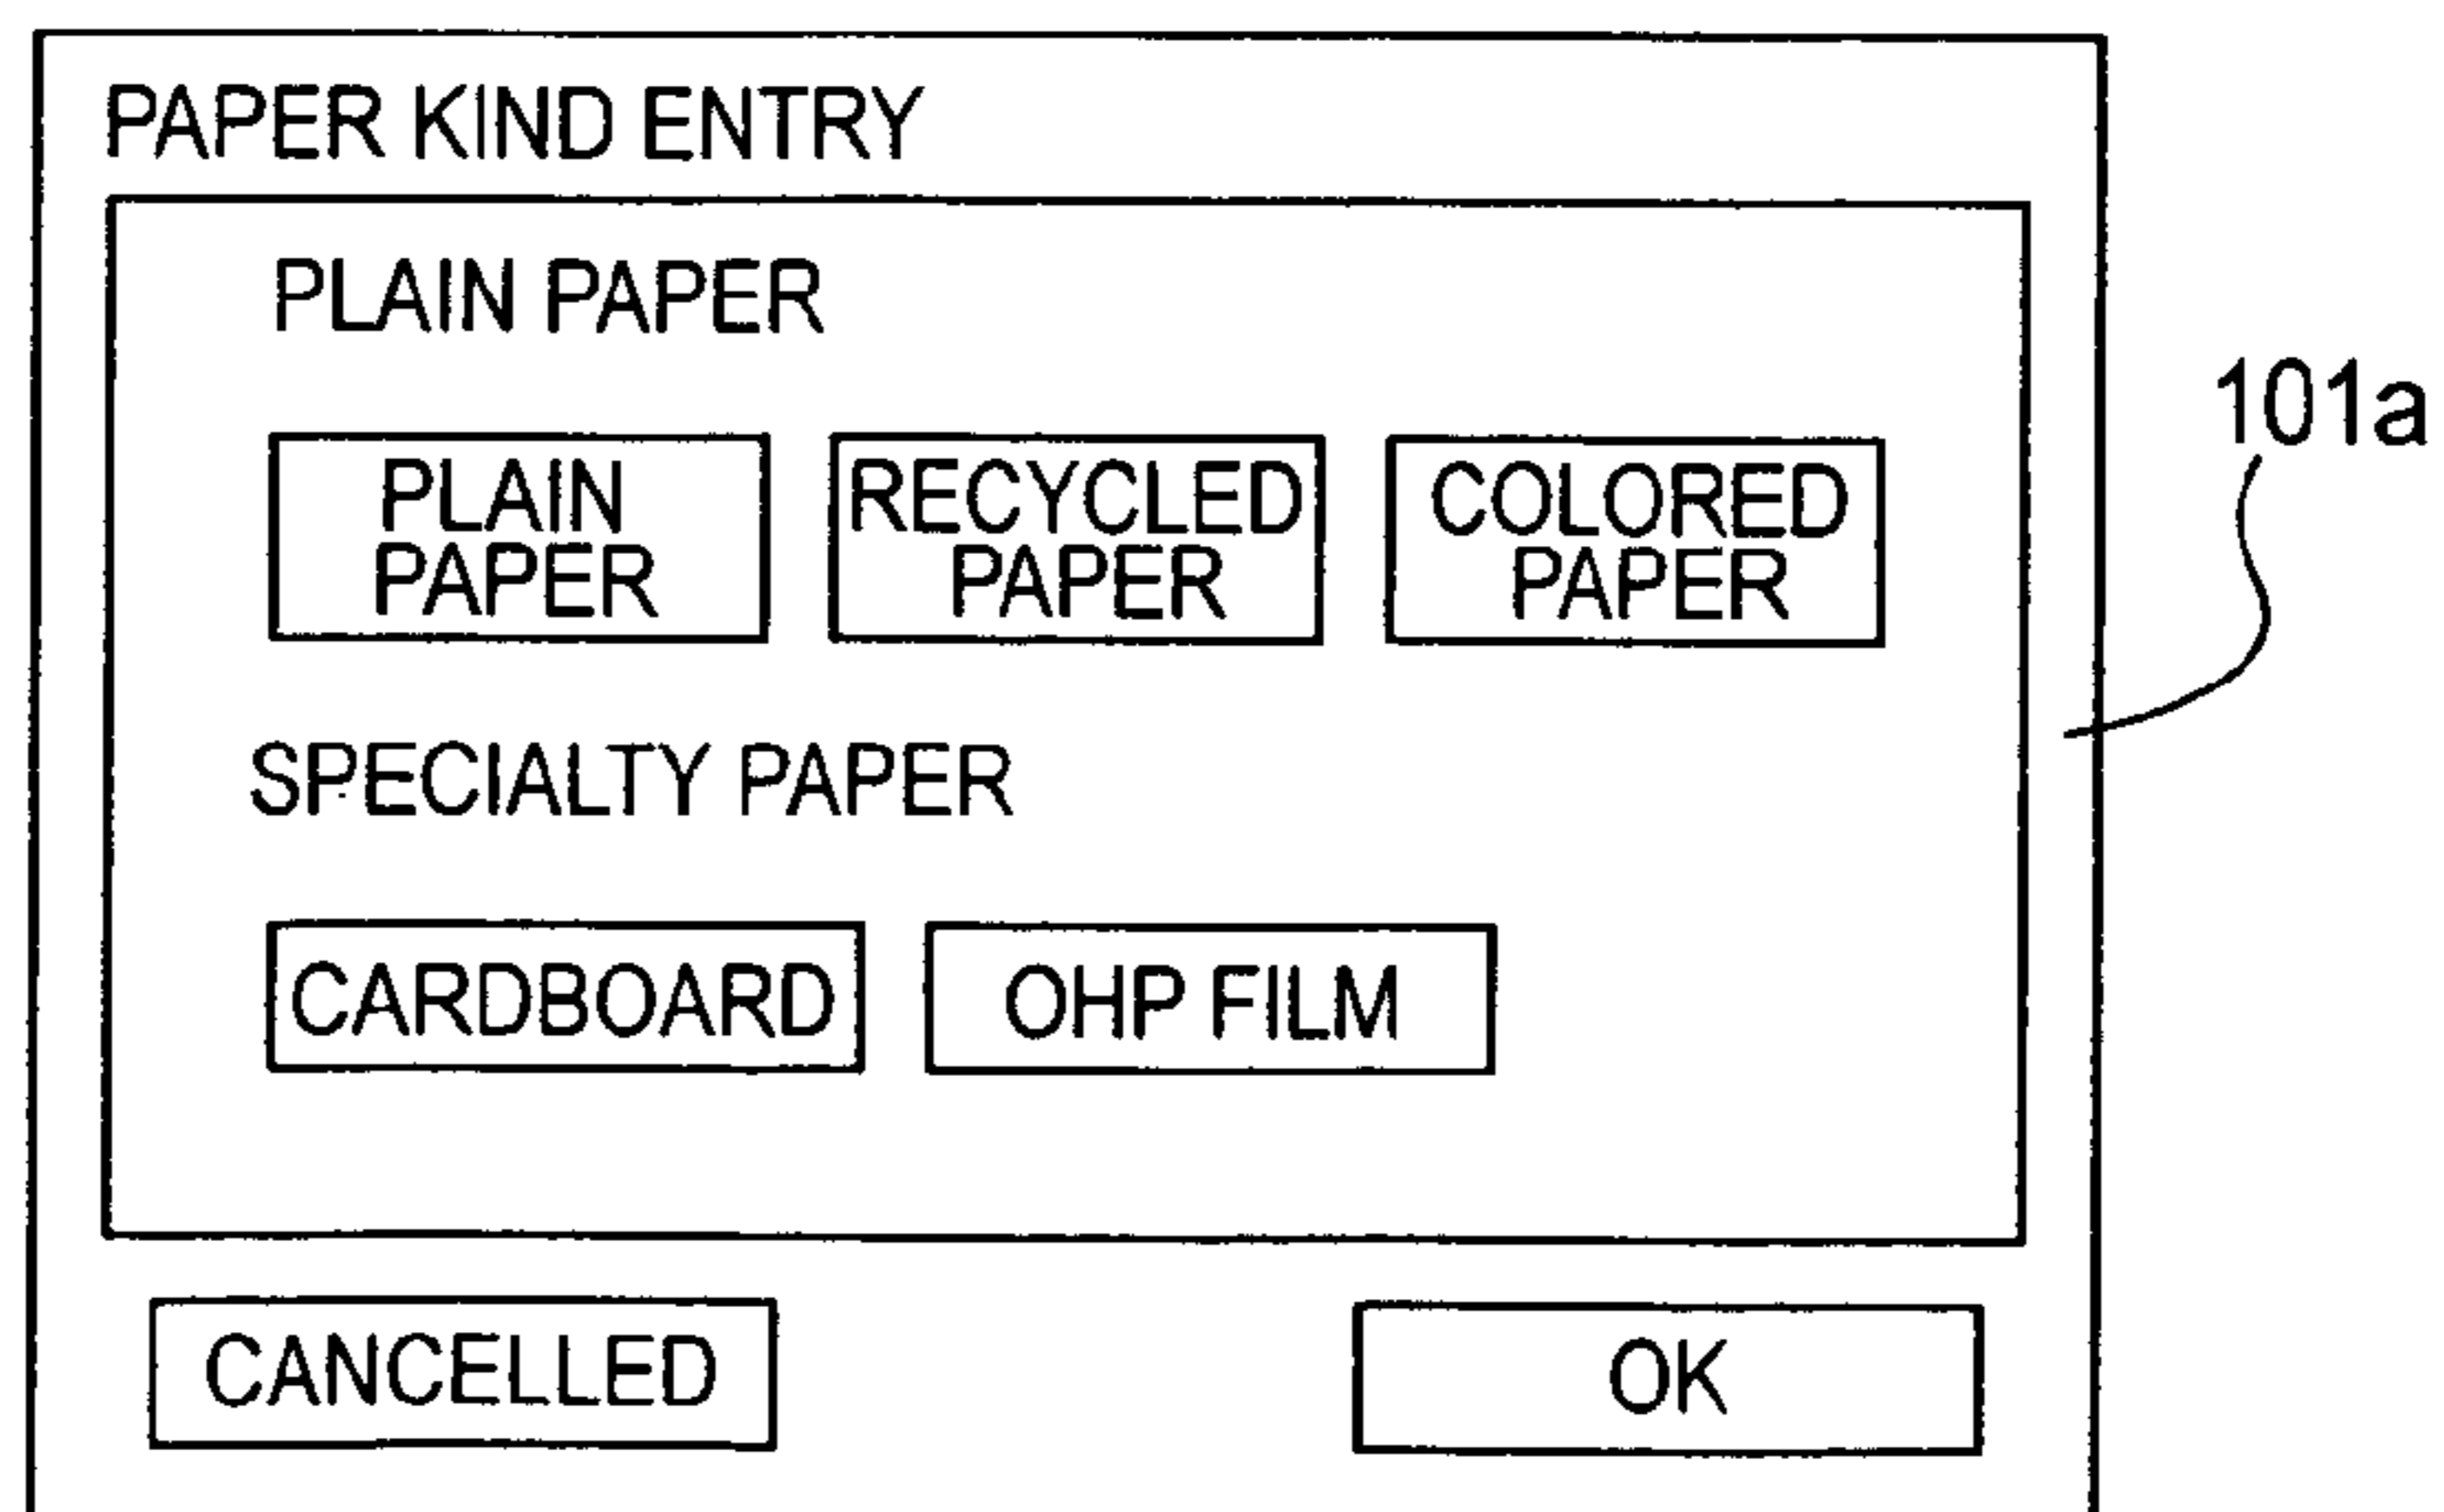 PAPER KIND ENTRY
PLAIN PAPER
PLAIN
PAPER
RECYCLED
PAPER
COLORED
PAPER
101a
SPECIALTY PAPER
CARDBOARD
OHP FILM
CANCELLED
OK